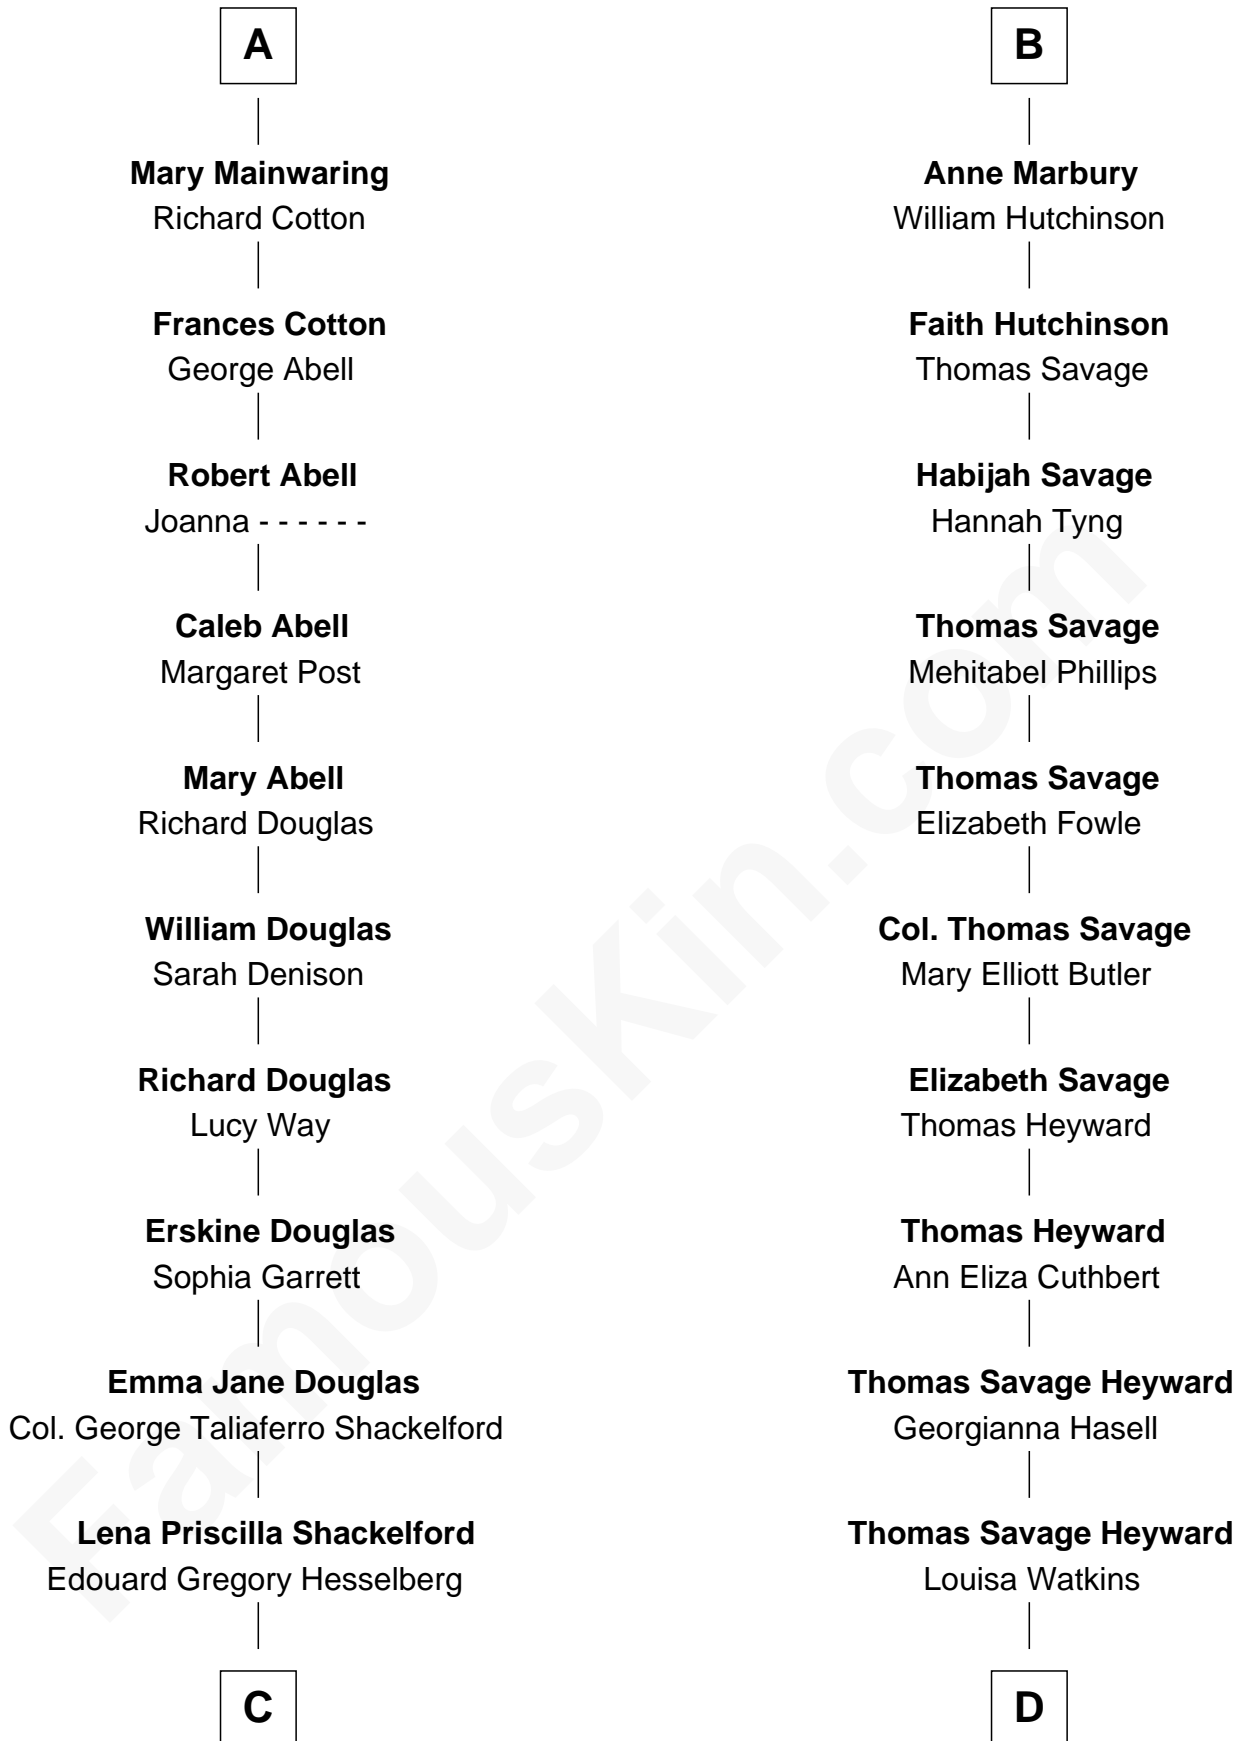 A
Mary Mainwaring
Richard Cotton
Frances Cotton
George Abell
Robert Abell
Joanna - - - - - -
Caleb Abell
Margaret Post
Mary Abell
Richard Douglas
William Douglas
Sarah Denison
Richard Douglas
Lucy Way
Erskine Douglas
Sophia Garrett
Emma Jane Douglas
Col. George Taliaferro Shackelford
Lena Priscilla Shackelford
Edouard Gregory Hesselberg
C
B
Anne Marbury
William Hutchinson
Faith Hutchinson
Thomas Savage
Habijah Savage
Hannah Tyng
Thomas Savage
Mehitabel Phillips
Thomas Savage
Elizabeth Fowle
Col. Thomas Savage
Mary Elliott Butler
Elizabeth Savage
Thomas Heyward
Thomas Heyward
Ann Eliza Cuthbert
Thomas Savage Heyward
Georgianna Hasell
Thomas Savage Heyward
Louisa Watkins
D
FamousKin.com